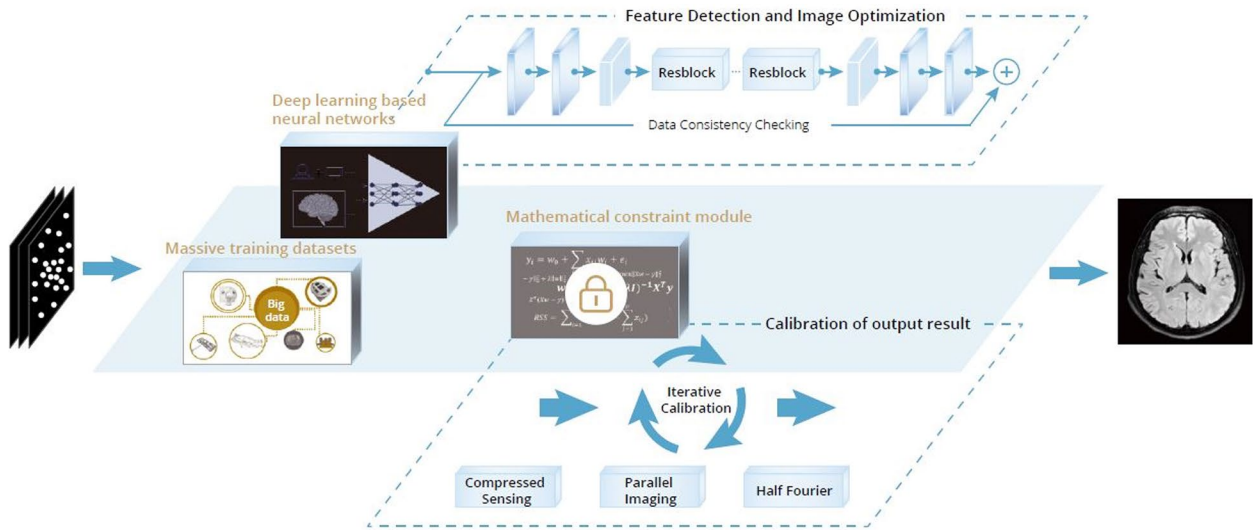 Feature Detection and Image Optimization
Resblock
Resblock
Data Consistency Checking
Deep learning based
neural networks
Massive training datasets
Big
data
Mathematical constraint module
RSS =
Calibration of output result
Iterative
Calibration
Compressed
Sensing
Parallel
Imaging
Half Fourier